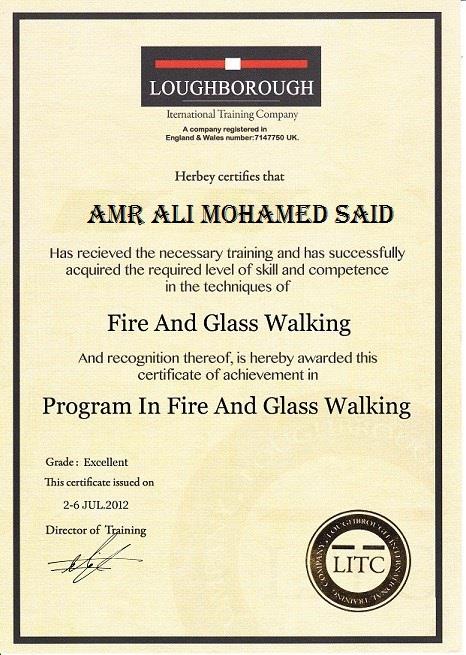 LOUGHBOROUGH
Iternational Training Company
A company registered in
England & Wales number:7147750 UK.
Herbey certifies that
AMR ALI MOHAMED SAID
Has recieved the necessary training and has successfully
acquired the required level of skill and competence
in the techniques of
Fire And Glass Walking
And recognition thereof, is hereby awarded this
certificate of achievement in
Program In Fire And Glass Walking
Grade : Excellent
This certificate issued on
2-6 JUL.2012
Director of Training
LOUGHBROUGH INTERNATIONAL TRAINING COMPANY
LITC